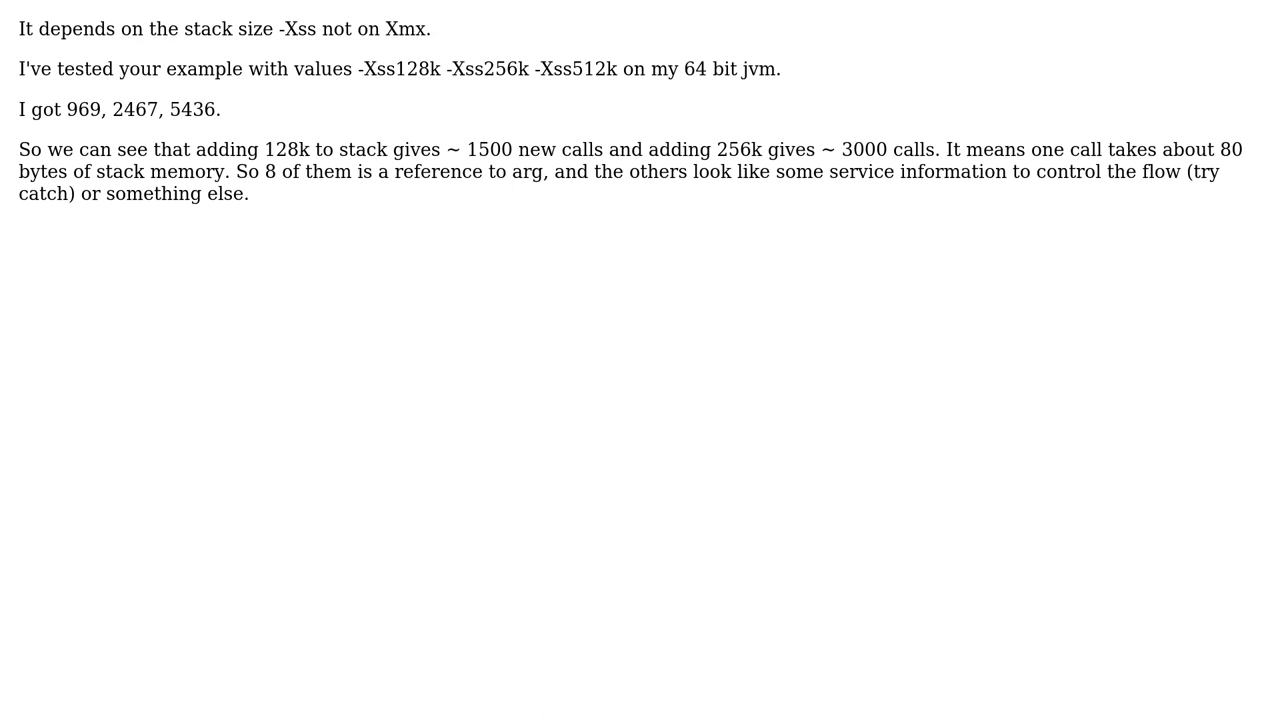 It depends on the stack size -Xss not on Xmx.
I've tested your example with values -Xss128k -Xss256k -Xss512k on my 64 bit jvm.
I got 969, 2467, 5436.
So we can see that adding 128k to stack gives ~ 1500 new calls and adding 256k gives ~ 3000 calls. It means one call takes about 80
bytes of stack memory. So 8 of them is a reference to arg, and the others look like some service information to control the flow (try
catch) or something else.